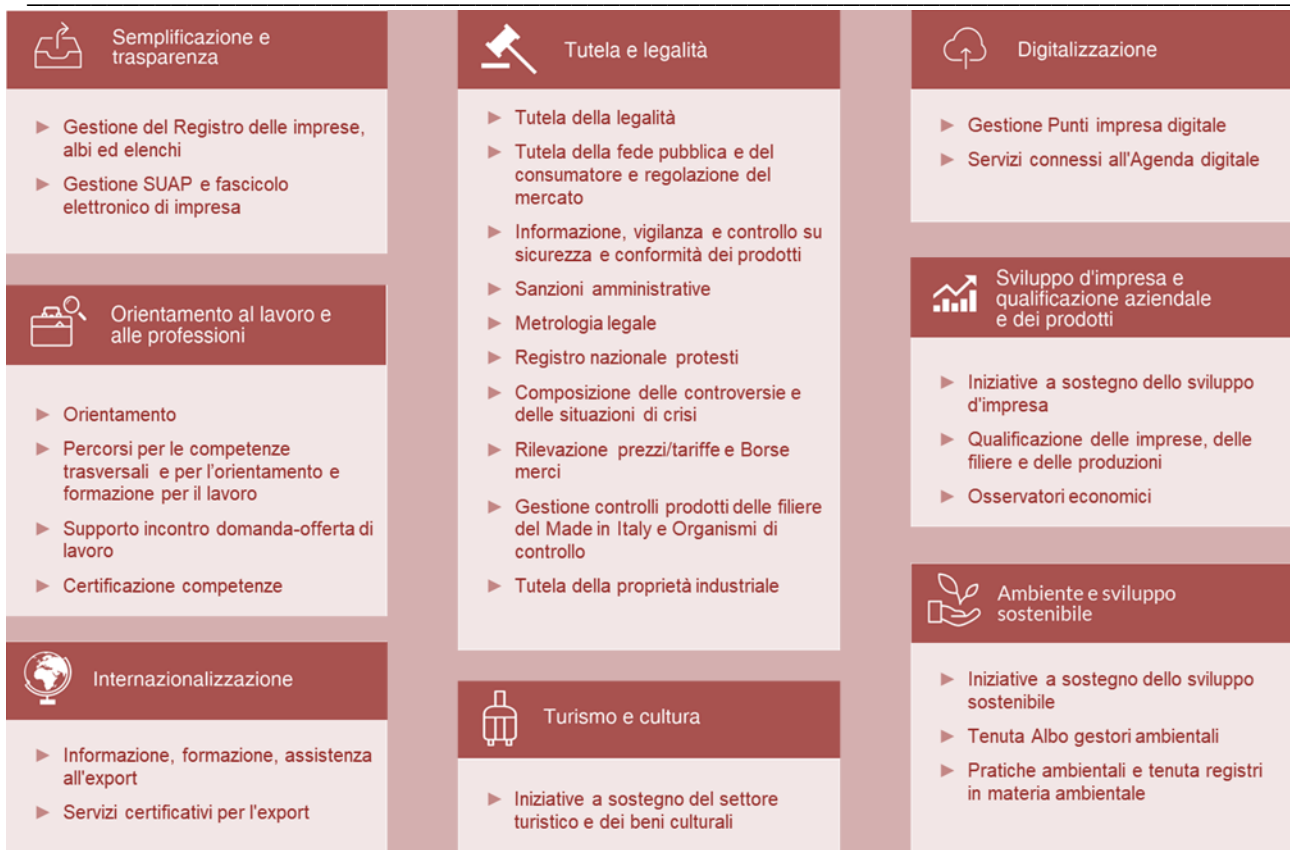 Semplificazione e
trasparenza
Gestione del Registro delle imprese,
albi ed elenchi
Gestione SUAP e fascicolo
elettronico di impresa
Orientamento al lavoro e
alle professioni
Orientamento
Percorsi per le competenze
trasversali e per l'orientamento e
formazione per il lavoro
Supporto incontro domanda-offerta di
lavoro
Certificazione competenze
Internazionalizzazione
Informazione, formazione, assistenza
all'export
Servizi certificativi per l'export
Tutela e legalità
Tutela della legalità
Tutela della fede pubblica e del
consumatore e regolazione del
mercato
Informazione, vigilanza e controllo su
sicurezza e conformità dei prodotti
Sanzioni amministrative
Metrologia legale
Registro nazionale protesti
Composizione delle controversie e
delle situazioni di crisi
Rilevazione prezzi/tariffe e Borse
merci
Gestione controlli prodotti delle filiere
del Made in Italy e Organismi di
controllo
Tutela della proprietà industriale
Turismo e cultura
Iniziative a sostegno del settore
turistico e dei beni culturali
Digitalizzazione
Gestione Punti impresa digitale
Servizi connessi all'Agenda digitale
Sviluppo d'impresa e
qualificazione aziendale
e dei prodotti
Iniziative a sostegno dello sviluppo
d'impresa
Qualificazione delle imprese, delle
filiere e delle produzioni
Osservatori economici
Ambiente e sviluppo
sostenibile
Iniziative a sostegno dello sviluppo
sostenibile
Tenuta Albo gestori ambientali
Pratiche ambientali e tenuta registri
in materia ambientale